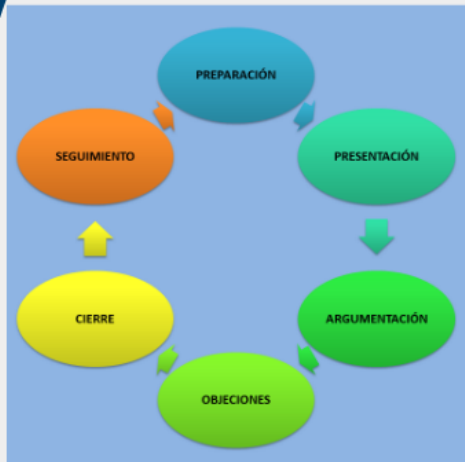 PREPARACIÓN
PRESENTACIÓN
ARGUMENTACIÓN
OBJECIONES
CIERRE
SEGUIMIENTO